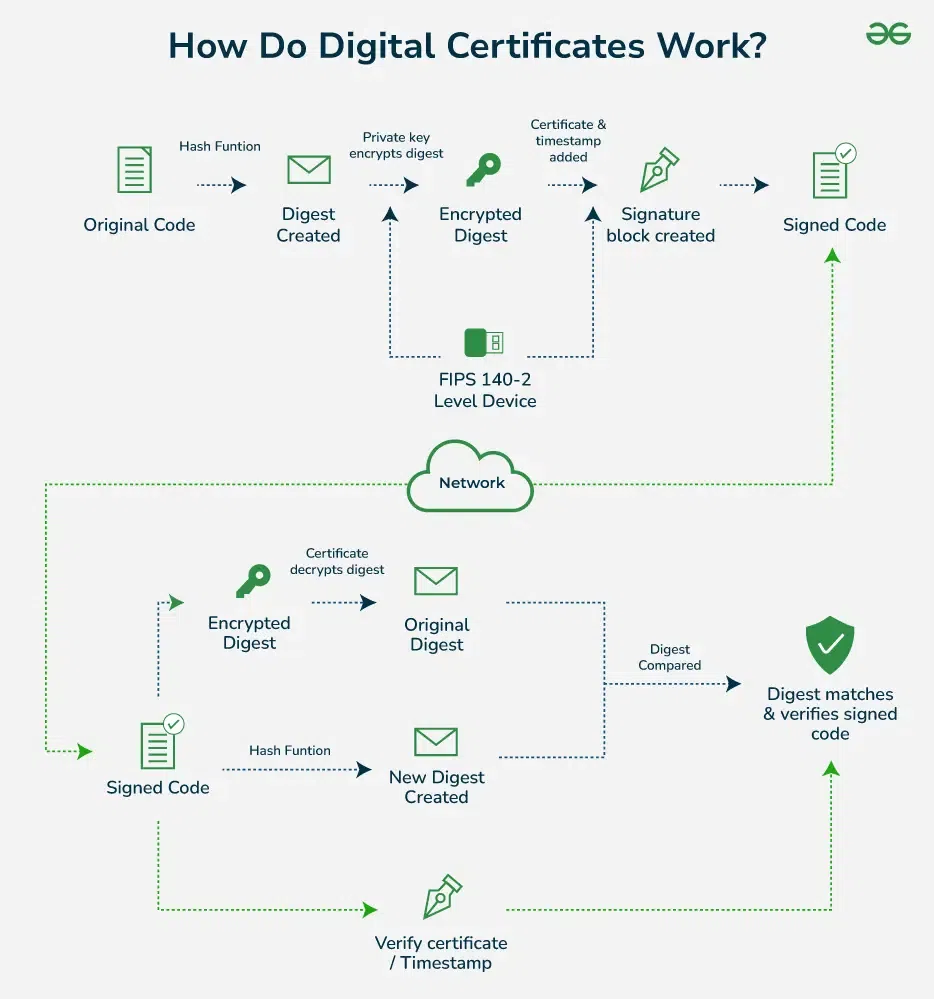 How Do Digital Certificates Work?
Hash Funtion
Private key
encrypts digest
Certificate &
timestamp
added
Original Code
Digest
Created
Encrypted
Digest
Signature
block created
Signed Code
FIPS 140-2
Level Device
Network
Certificate
decrypts digest
Encrypted
Digest
Original
Digest
Digest
Compared
Digest matches
& verifies signed
code
Signed Code
Hash Funtion
New Digest
Created
Verify certificate
/ Timestamp